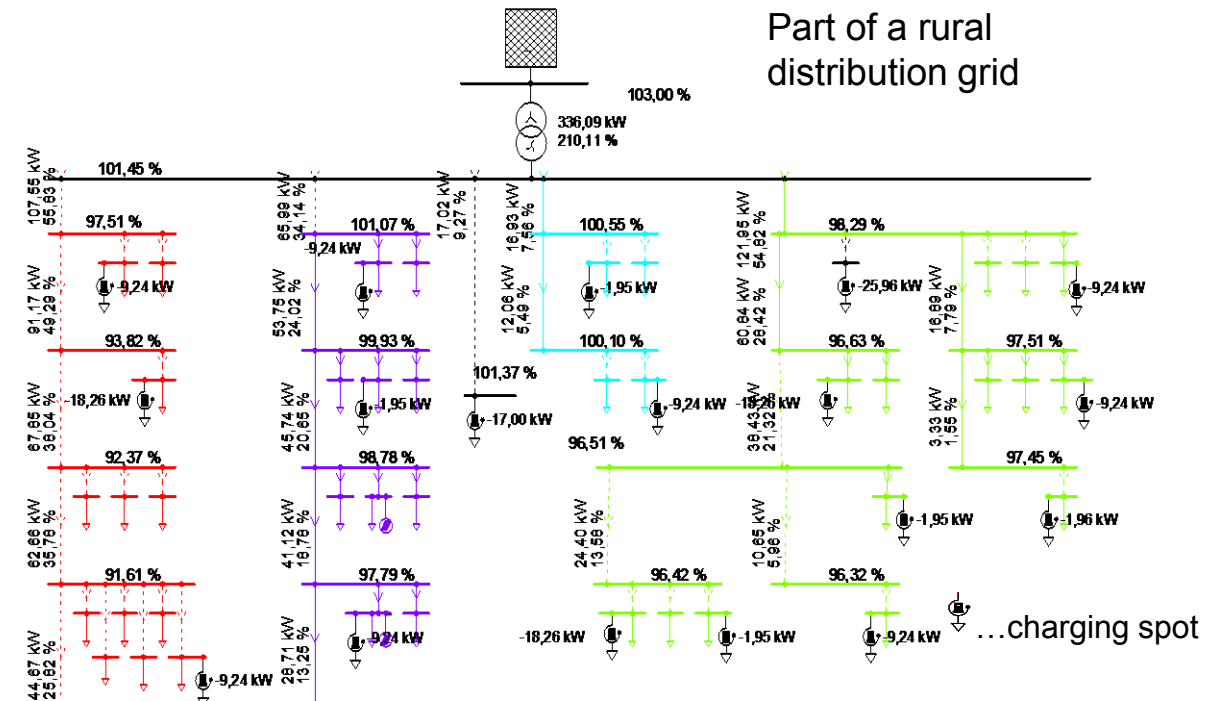 Part of a rural
distribution grid
103,00 %
336,09 kW
210,11 %
101,45 %
107,55 kW
55,83 %
65,99 kW
34,14 %
17,02 kW
9,27 %
16,93 kW
7,56 %
121,95 kW
54,62 %
97,51 %
101,07 %
100,55 %
98,29 %
-9,24 kW
-9,24 kW
-1,95 kW
-25,96 kW
-9,24 kW
91,17 kW
49,29 %
53,75 kW
24,02 %
12,06 kW
5,49 %
60,64 kW
28,42 %
16,69 kW
7,79 %
93,82 %
99,93 %
100,10 %
96,63 %
97,51 %
101,37 %
-18,26 kW
-1,95 kW
-17,00 kW
-9,24 kW
-18,26 kW
-9,24 kW
67,85 kW
38,04 %
45,74 kW
20,65 %
38,43 kW
21,32 %
3,33 kW
1,55 %
96,51 %
92,37 %
98,78 %
97,45 %
-1,95 kW
-1,96 kW
62,66 kW
35,78 %
41,12 kW
18,78 %
24,40 kW
13,58 %
10,65 kW
5,96 %
91,61 %
97,79 %
96,42 %
96,32 %
-9,24 kW
-18,26 kW
-1,95 kW
-9,24 kW
...charging spot
44,67 kW
25,82 %
28,71 kW
13,25 %
-9,24 kW